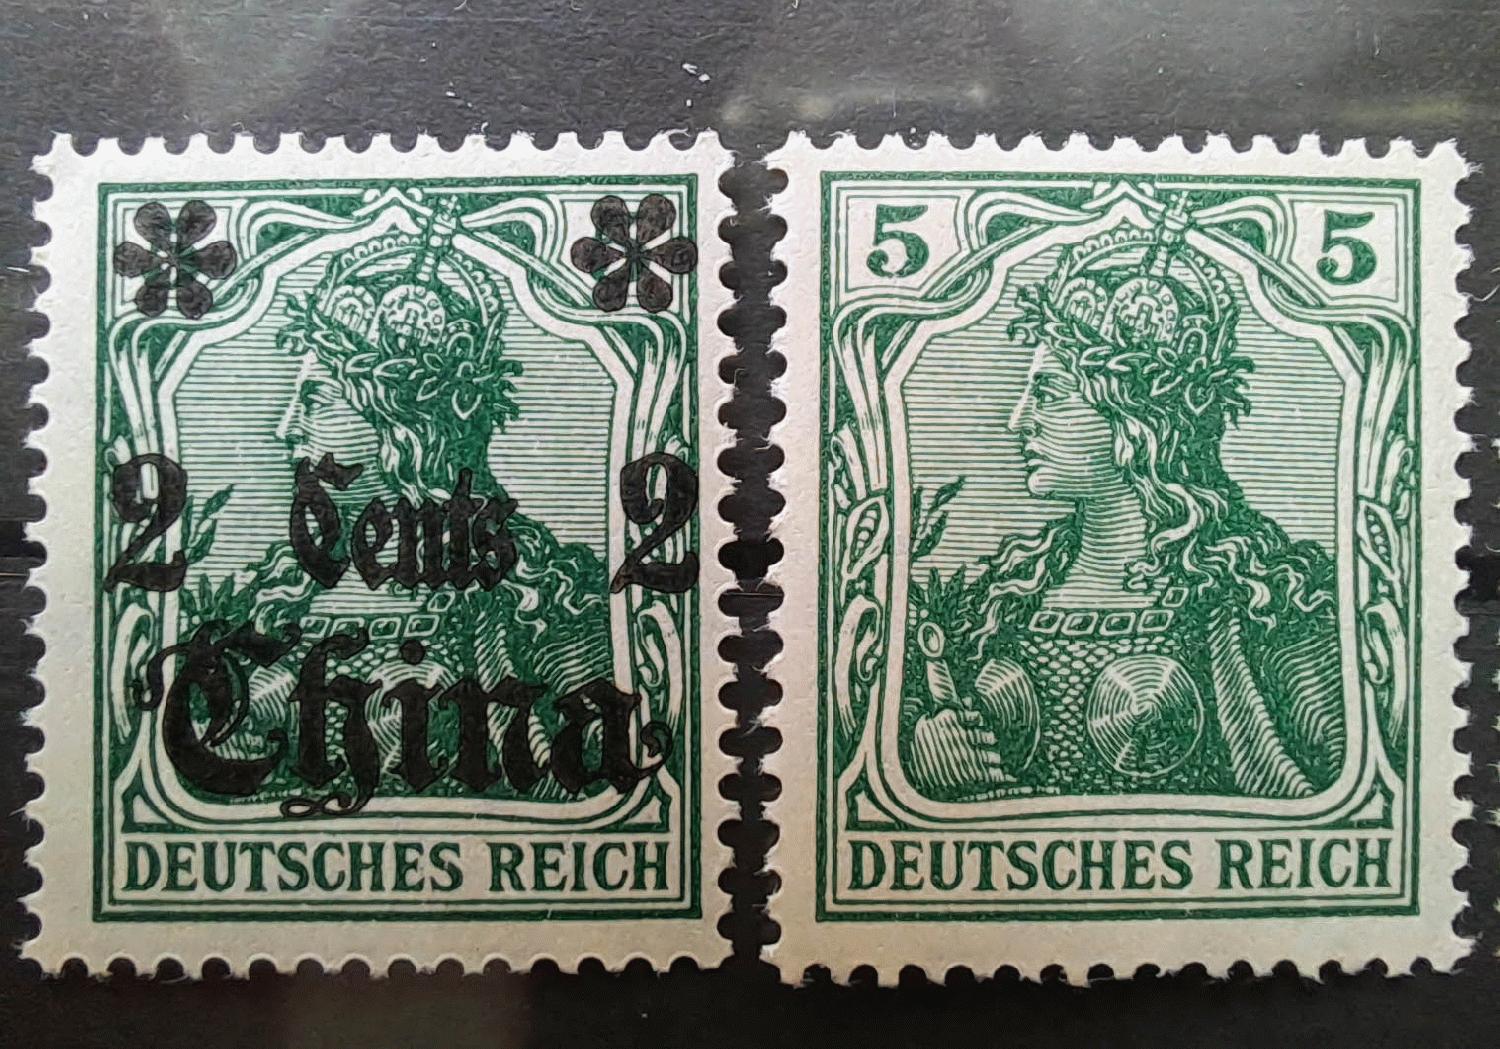 2 Cents 2
China
DEUTSCHES REICH
5 5
DEUTSCHES REICH